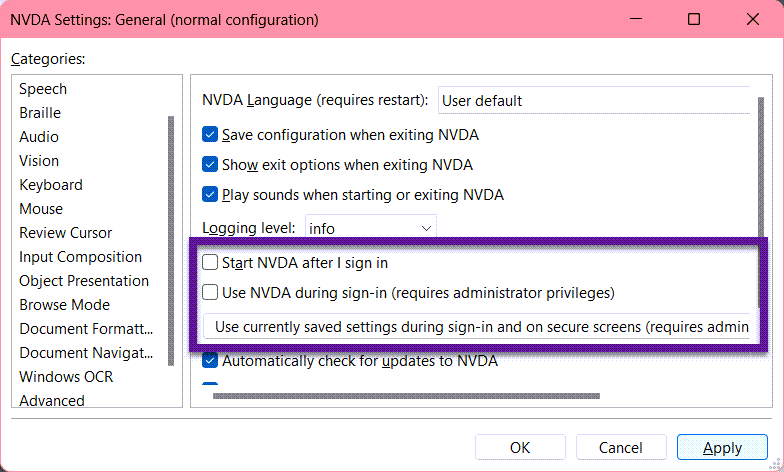 NVDA Settings: General (normal configuration)
Categories:
Speech
Braille
Audio
Vision
Keyboard
Mouse
Review Cursor
Input Composition
Object Presentation
Browse Mode
Document Formatt...
Document Navigat...
Windows OCR
Advanced
NVDA Language (requires restart): User default
Save configuration when exiting NVDA
Show exit options when exiting NVDA
Play sounds when starting or exiting NVDA
Logging level: info
Start NVDA after I sign in
Use NVDA during sign-in (requires administrator privileges)
Use currently saved settings during sign-in and on secure screens (requires admin
Automatically check for updates to NVDA
OK Cancel Apply